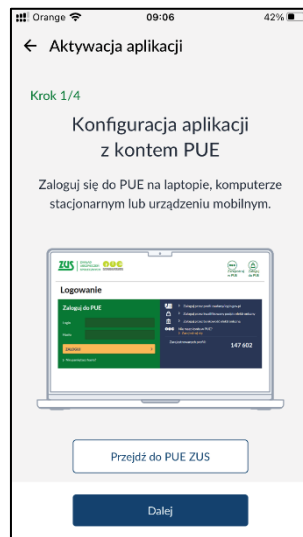 Orange 09:06 42%
← Aktywacja aplikacji
Krok 1/4
Konfiguracja aplikacji
z kontem PUE
Zaloguj się do PUE na laptopie, komputerze
stacjonarnym lub urządzeniu mobilnym.
ZUS
Logowanie
Zaloguj do PUE
147 602
Przejdź do PUE ZUS
Dalej